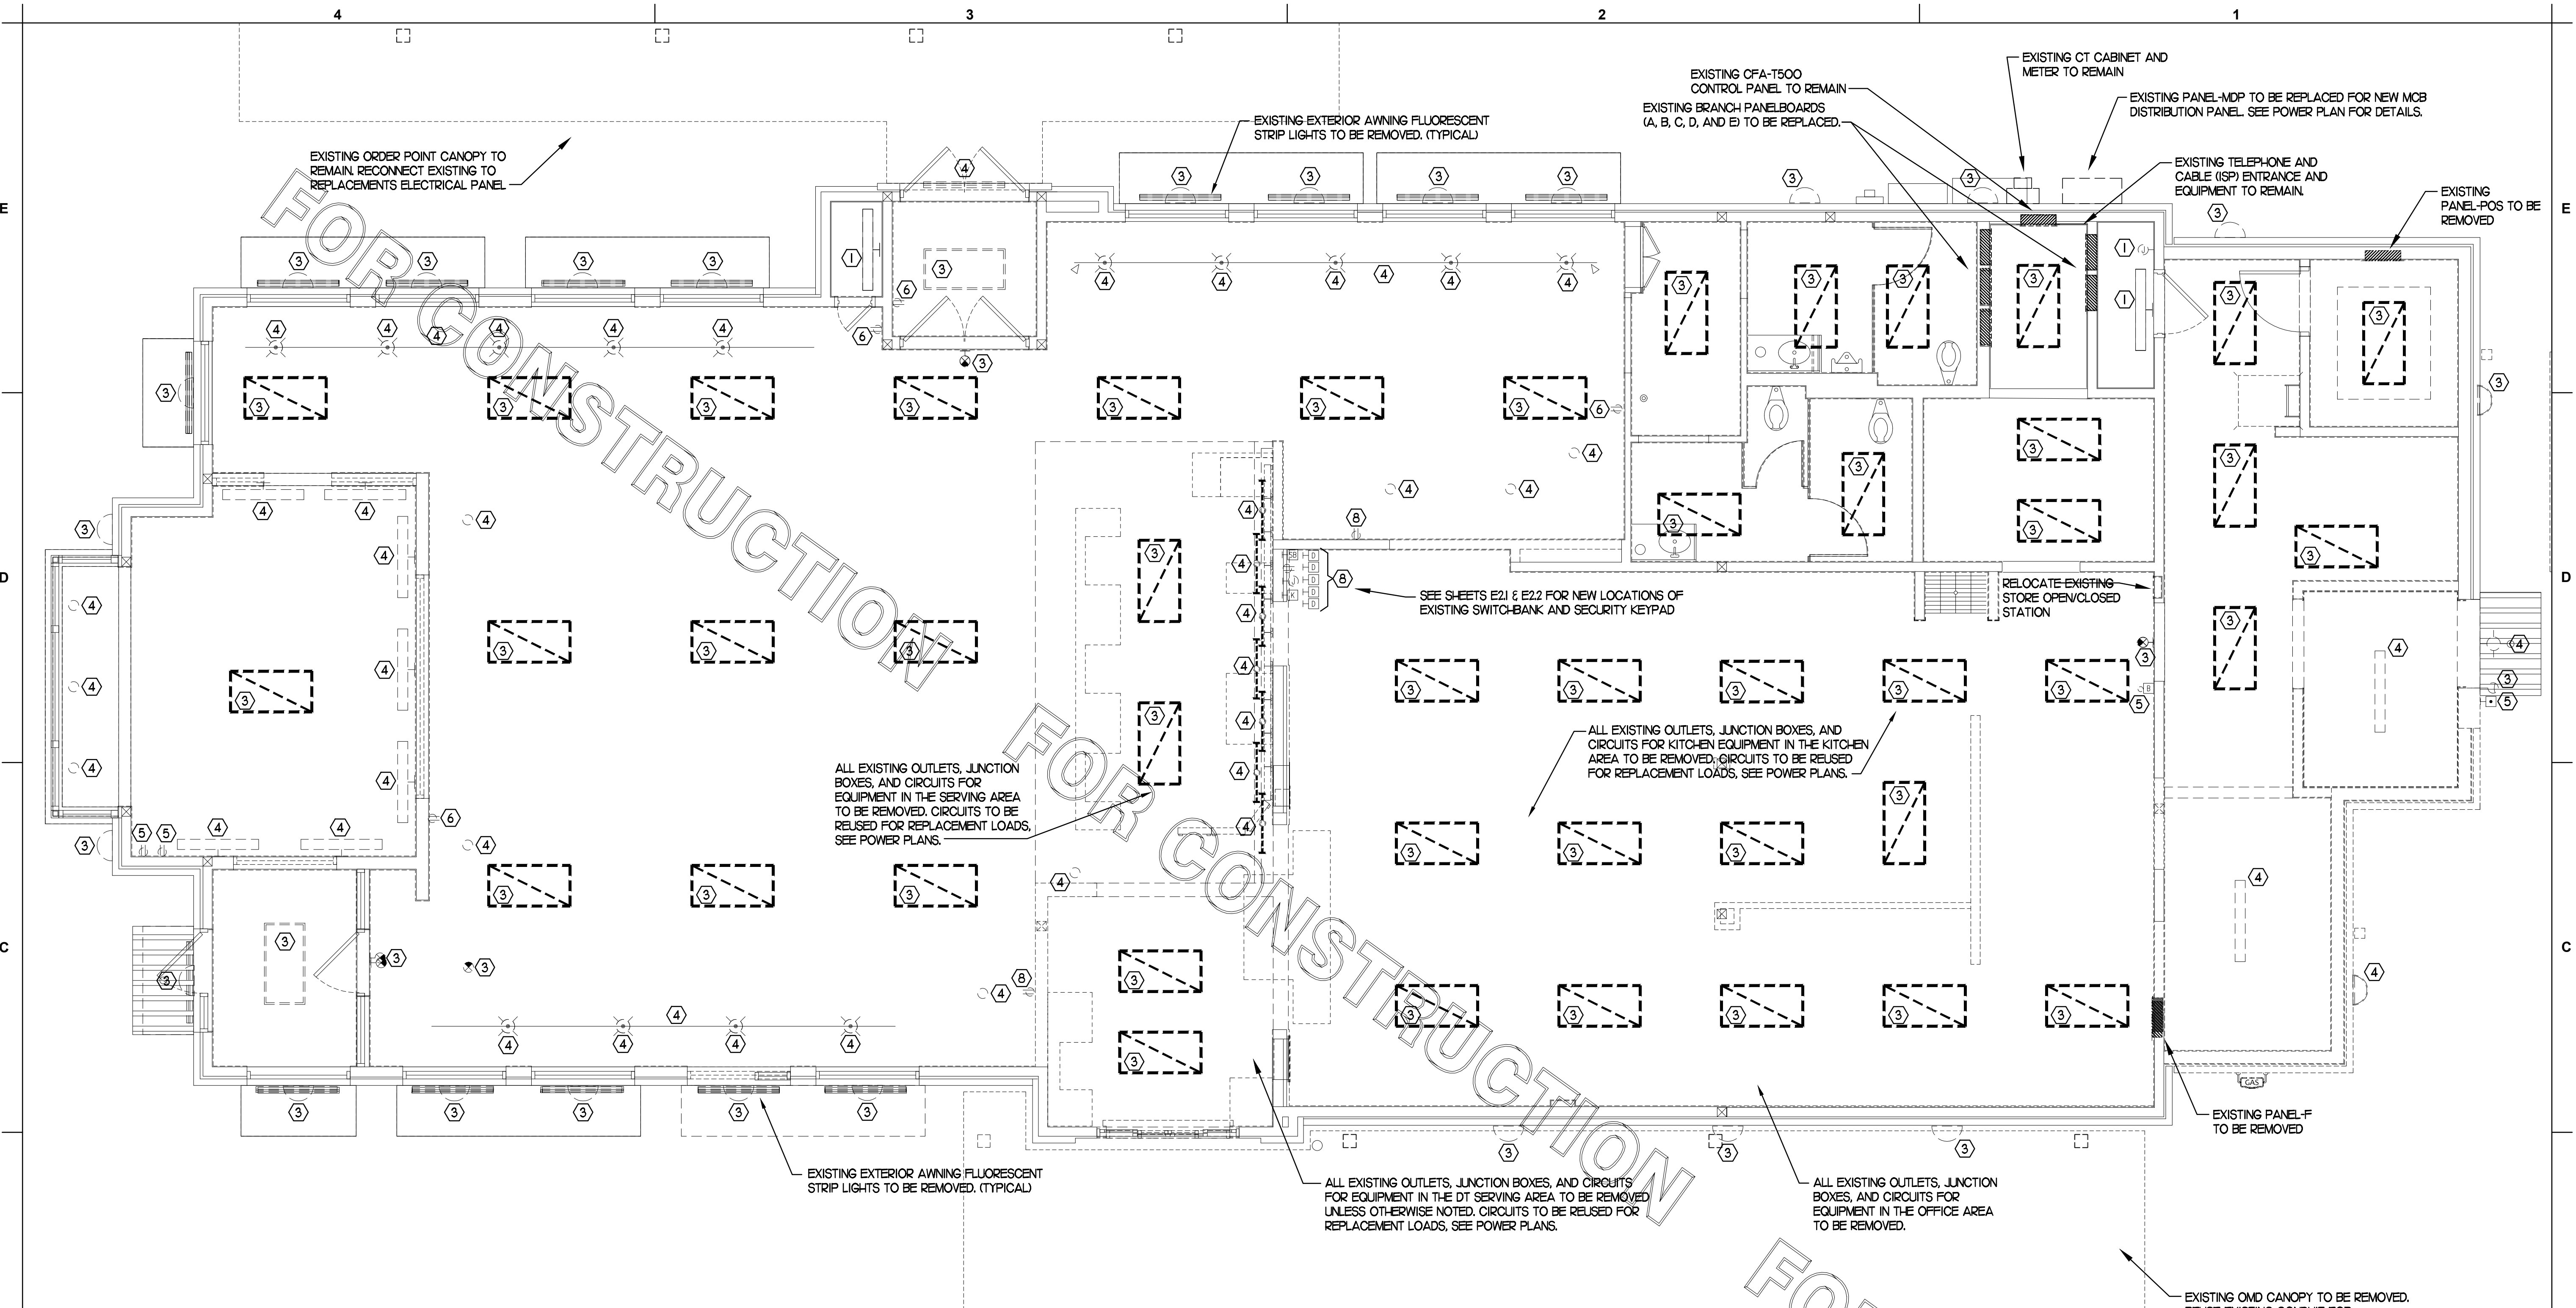 4 3 2 1
EXISTING CT CABINET AND
METER TO REMAIN
EXISTING CFA-T500
CONTROL PANEL TO REMAIN
EXISTING BRANCH PANELBOARDS
(A, B, C, D, AND E) TO BE REPLACED.
EXISTING PANEL-MDP TO BE REPLACED FOR NEW MCB
DISTRIBUTION PANEL. SEE POWER PLAN FOR DETAILS.
EXISTING EXTERIOR AWNING FLUORESCENT
STRIP LIGHTS TO BE REMOVED. (TYPICAL)
EXISTING ORDER POINT CANOPY TO
REMAIN. RECONNECT EXISTING TO
REPLACEMENTS ELECTRICAL PANEL
EXISTING TELEPHONE AND
CABLE (ISP) ENTRANCE AND
EQUIPMENT TO REMAIN.
EXISTING
PANEL-POS TO BE
REMOVED
E E
FOR CONSTRUCTION
D D
SEE SHEETS E2.1 & E2.2 FOR NEW LOCATIONS OF
EXISTING SWITCHBANK AND SECURITY KEYPAD
RELOCATE EXISTING
STORE OPEN/CLOSED
STATION
ALL EXISTING OUTLETS, JUNCTION BOXES, AND
CIRCUITS FOR KITCHEN EQUIPMENT IN THE KITCHEN
AREA TO BE REMOVED. CIRCUITS TO BE REUSED
FOR REPLACEMENT LOADS, SEE POWER PLANS.
ALL EXISTING OUTLETS, JUNCTION
BOXES, AND CIRCUITS FOR
EQUIPMENT IN THE SERVING AREA
TO BE REMOVED. CIRCUITS TO BE
REUSED FOR REPLACEMENT LOADS,
SEE POWER PLANS.
FOR CONSTRUCTION
C C
GAS
EXISTING PANEL-F
TO BE REMOVED
EXISTING EXTERIOR AWNING FLUORESCENT
STRIP LIGHTS TO BE REMOVED. (TYPICAL)
ALL EXISTING OUTLETS, JUNCTION BOXES, AND CIRCUITS
FOR EQUIPMENT IN THE DT SERVING AREA TO BE REMOVED
UNLESS OTHERWISE NOTED. CIRCUITS TO BE REUSED FOR
REPLACEMENT LOADS, SEE POWER PLANS.
ALL EXISTING OUTLETS, JUNCTION
BOXES, AND CIRCUITS FOR
EQUIPMENT IN THE OFFICE AREA
TO BE REMOVED.
EXISTING OMD CANOPY TO BE REMOVED.